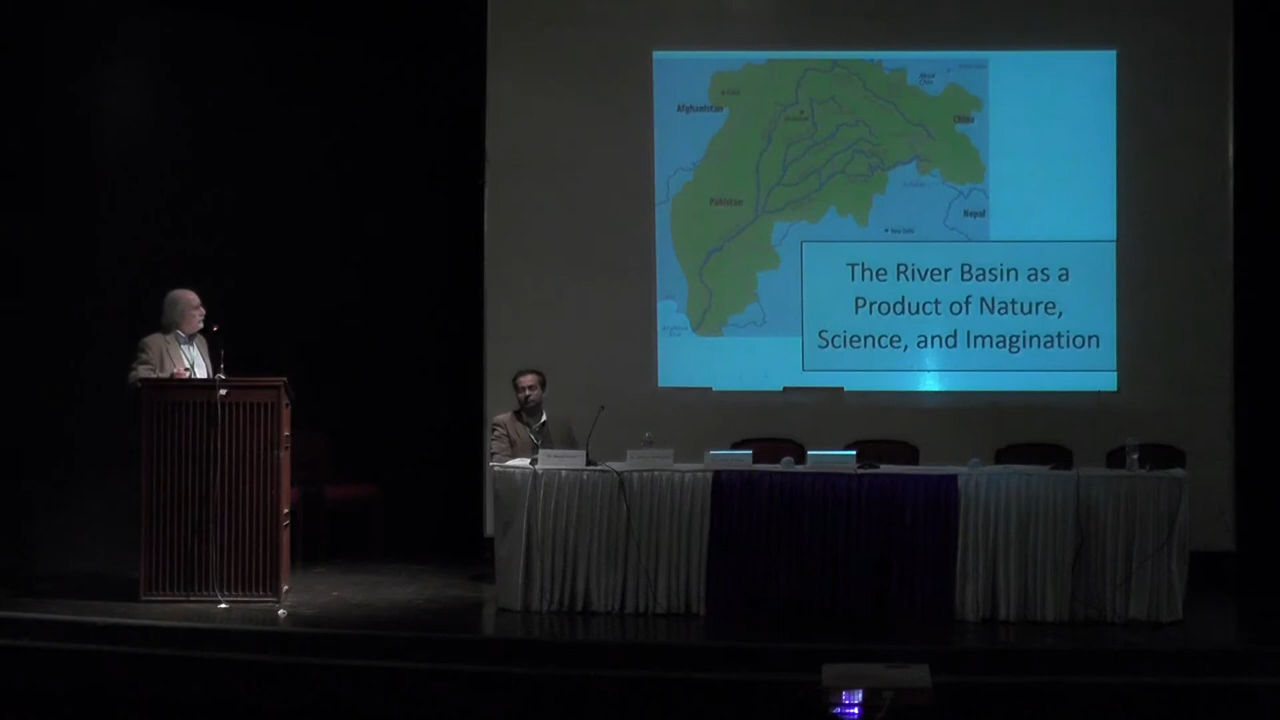 Afghanistan
China
Pakistan
Nepal
New Delhi
The River Basin as a
Product of Nature,
Science, and Imagination